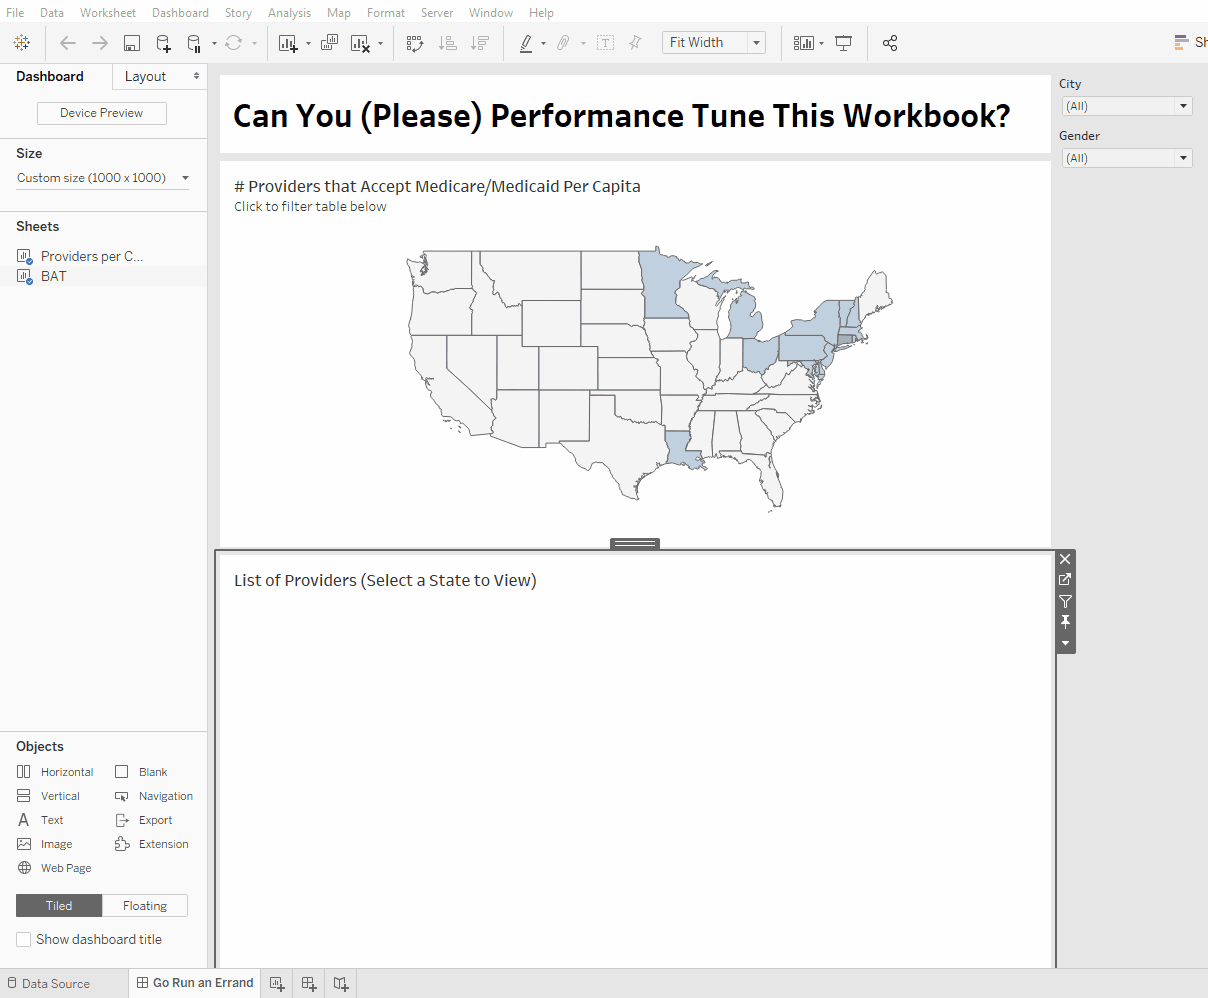 File Data Worksheet Dashboard Story Analysis Map Format Server Window Help
Fit Width
Sh
Dashboard Layout
Device Preview
Size
Custom size (1000 x 1000)
Sheets
Providers per C...
BAT
Objects
Horizontal Blank
Vertical Navigation
Text Export
Image Extension
Web Page
Tiled Floating
Show dashboard title
Can You (Please) Performance Tune This Workbook?
# Providers that Accept Medicare/Medicaid Per Capita
Click to filter table below
List of Providers (Select a State to View)
City
(All)
Gender
(All)
Data Source Go Run an Errand